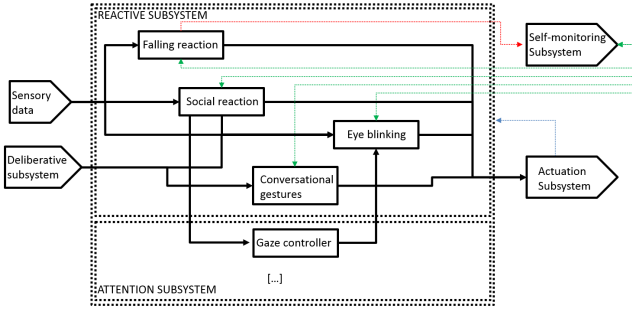 REACTIVE SUBSYSTEM
Falling reaction
Self-monitoring
Subsystem
Sensory
data
Social reaction
Eye blinking
Deliberative
subsystem
Conversational
gestures
Actuation
Subsystem
Gaze controller
[...]
ATTENTION SUBSYSTEM